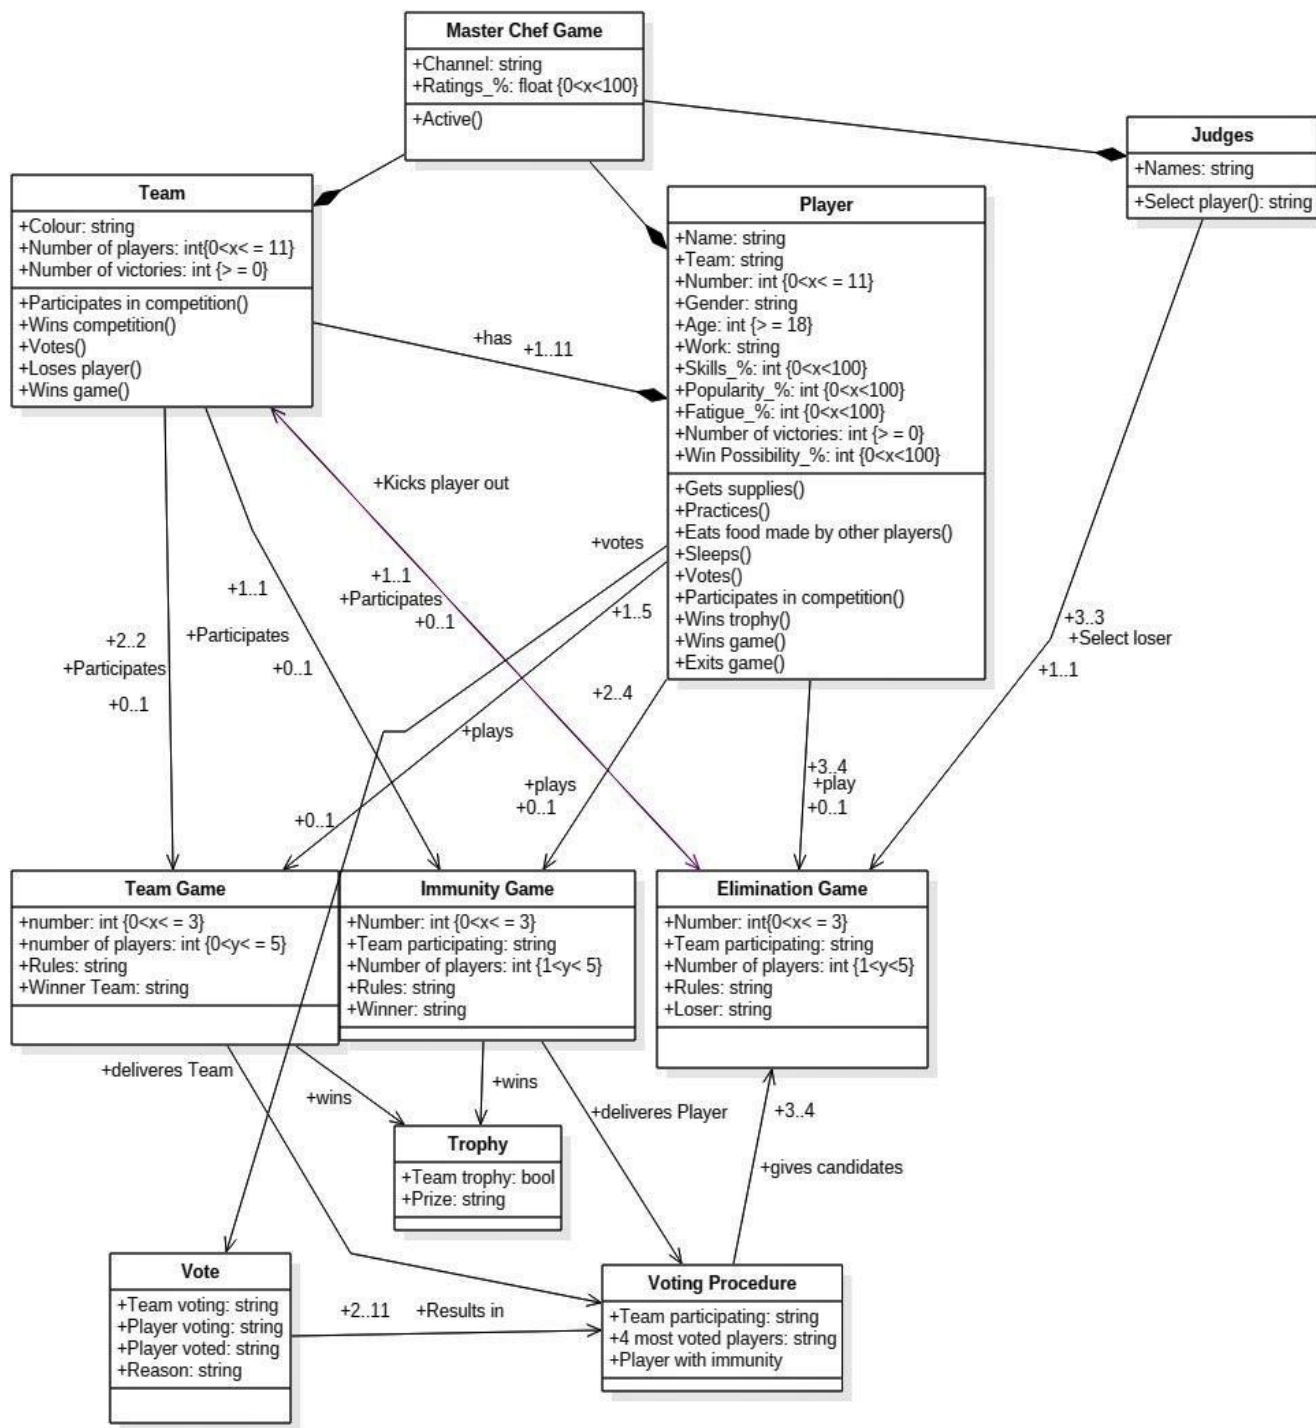 Master Chef Game
+Channel: string
+Ratings_%: float {0<x<100}
+Active()
Judges
+Names: string
+Select player(): string
Team
+Colour: string
+Number of players: int{0<x< = 11}
+Number of victories: int {> = 0}
+Participates in competition()
+Wins competition()
+Votes()
+Loses player()
+Wins game()
Player
+Name: string
+Team: string
+Number: int {0<x< = 11}
+Gender: string
+Age: int {> = 18}
+Work: string
+Skills_%: int {0<x<100}
+Popularity_%: int {0<x<100}
+Fatigue_%: int {0<x<100}
+Number of victories: int {> = 0}
+Win Possibility_%: int {0<x<100}
+Gets supplies()
+Practices()
+Eats food made by other players()
+Sleeps()
+Votes()
+Participates in competition()
+Wins trophy()
+Wins game()
+Exits game()
+has
+1..11
+Kicks player out
+votes
+1..1
+Participates
+0..1
+1..5
+1..1
+Participates
+0..1
+2..2
+Participates
+0..1
+3..3
+Select loser
+1..1
+2..4
+plays
+plays
+0..1
+0..1
+3..4
+play
+0..1
Team Game
+number: int {0<x< = 3}
+number of players: int {0<y< = 5}
+Rules: string
+Winner Team: string
Immunity Game
+Number: int {0<x< = 3}
+Team participating: string
+Number of players: int {1<y< 5}
+Rules: string
+Winner: string
Elimination Game
+Number: int{0<x< = 3}
+Team participating: string
+Number of players: int {1<y<5}
+Rules: string
+Loser: string
+deliveres Team
+wins
+wins
+deliveres Player
+3..4
+gives candidates
Trophy
+Team trophy: bool
+Prize: string
Vote
+Team voting: string
+Player voting: string
+Player voted: string
+Reason: string
+2..11
+Results in
Voting Procedure
+Team participating: string
+4 most voted players: string
+Player with immunity